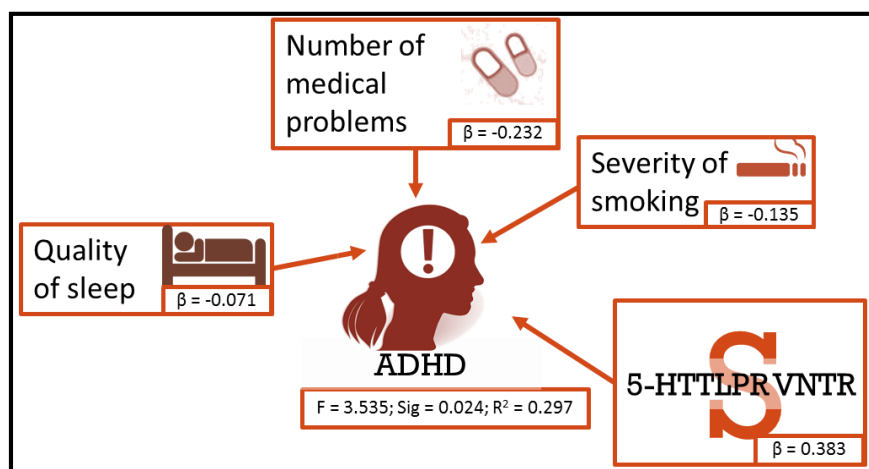 Number of
medical
problems
β = -0.232
Severity of
smoking
β = -0.135
Quality
of sleep
β = -0.071
!
ADHD
F = 3.535; Sig = 0.024; R² = 0.297
S
5-HTTLPR VNTR
β = 0.383